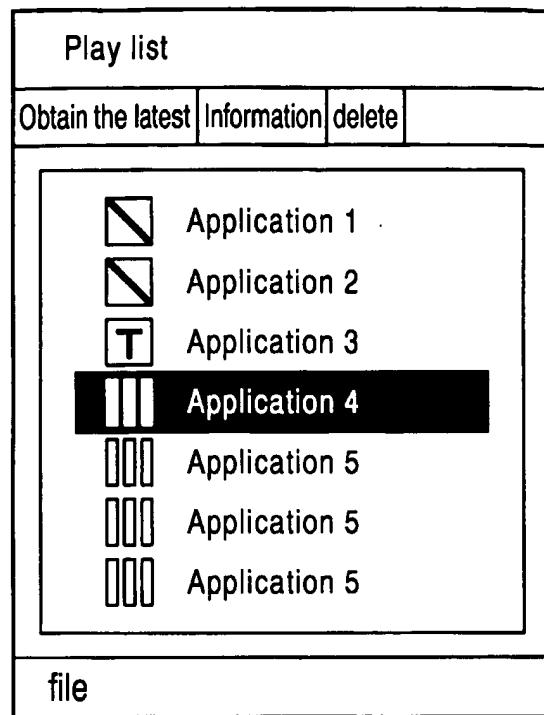 Play list
Obtain the latest Information delete
Application 1
Application 2
T Application 3
Application 4
Application 5
Application 5
Application 5
file